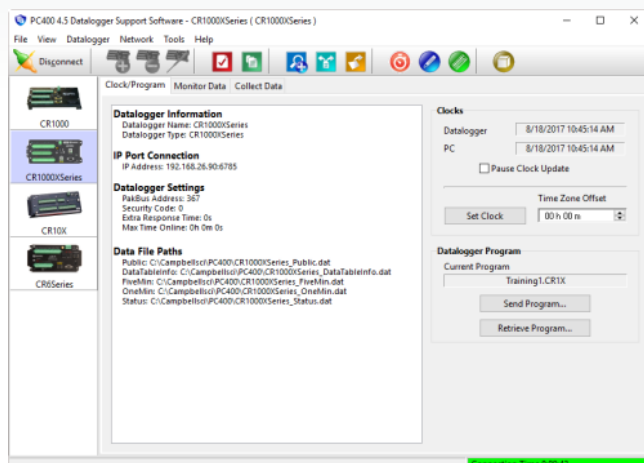 PC400 4.5 Datalogger Support Software - CR1000XSeries ( CR1000XSeries )
File View Datalogger Network Tools Help
Disconnect
Clock/Program Monitor Data Collect Data
CR1000
CR1000XSeries
CR10X
CR6Series
Datalogger Information
Datalogger Name: CR1000XSeries
Datalogger Type: CR1000XSeries
IP Port Connection
IP Address: 192.168.26.90:6785
Datalogger Settings
PakBus Address: 367
Security Code: 0
Extra Response Time: 0s
Max Time Online: 0h 0m 0s
Data File Paths
Public: C:\Campbellsci\PC400\CR1000XSeries_Public.dat
DataTableInfo: C:\Campbellsci\PC400\CR1000XSeries_DataTableInfo.dat
FiveMin: C:\Campbellsci\PC400\CR1000XSeries_FiveMin.dat
OneMin: C:\Campbellsci\PC400\CR1000XSeries_OneMin.dat
Status: C:\Campbellsci\PC400\CR1000XSeries_Status.dat
Clocks
Datalogger 8/18/2017 10:45:14 AM
PC 8/18/2017 10:45:14 AM
Pause Clock Update
Time Zone Offset
Set Clock 00 h 00 m
Datalogger Program
Current Program
Training1.CR1X
Send Program...
Retrieve Program...